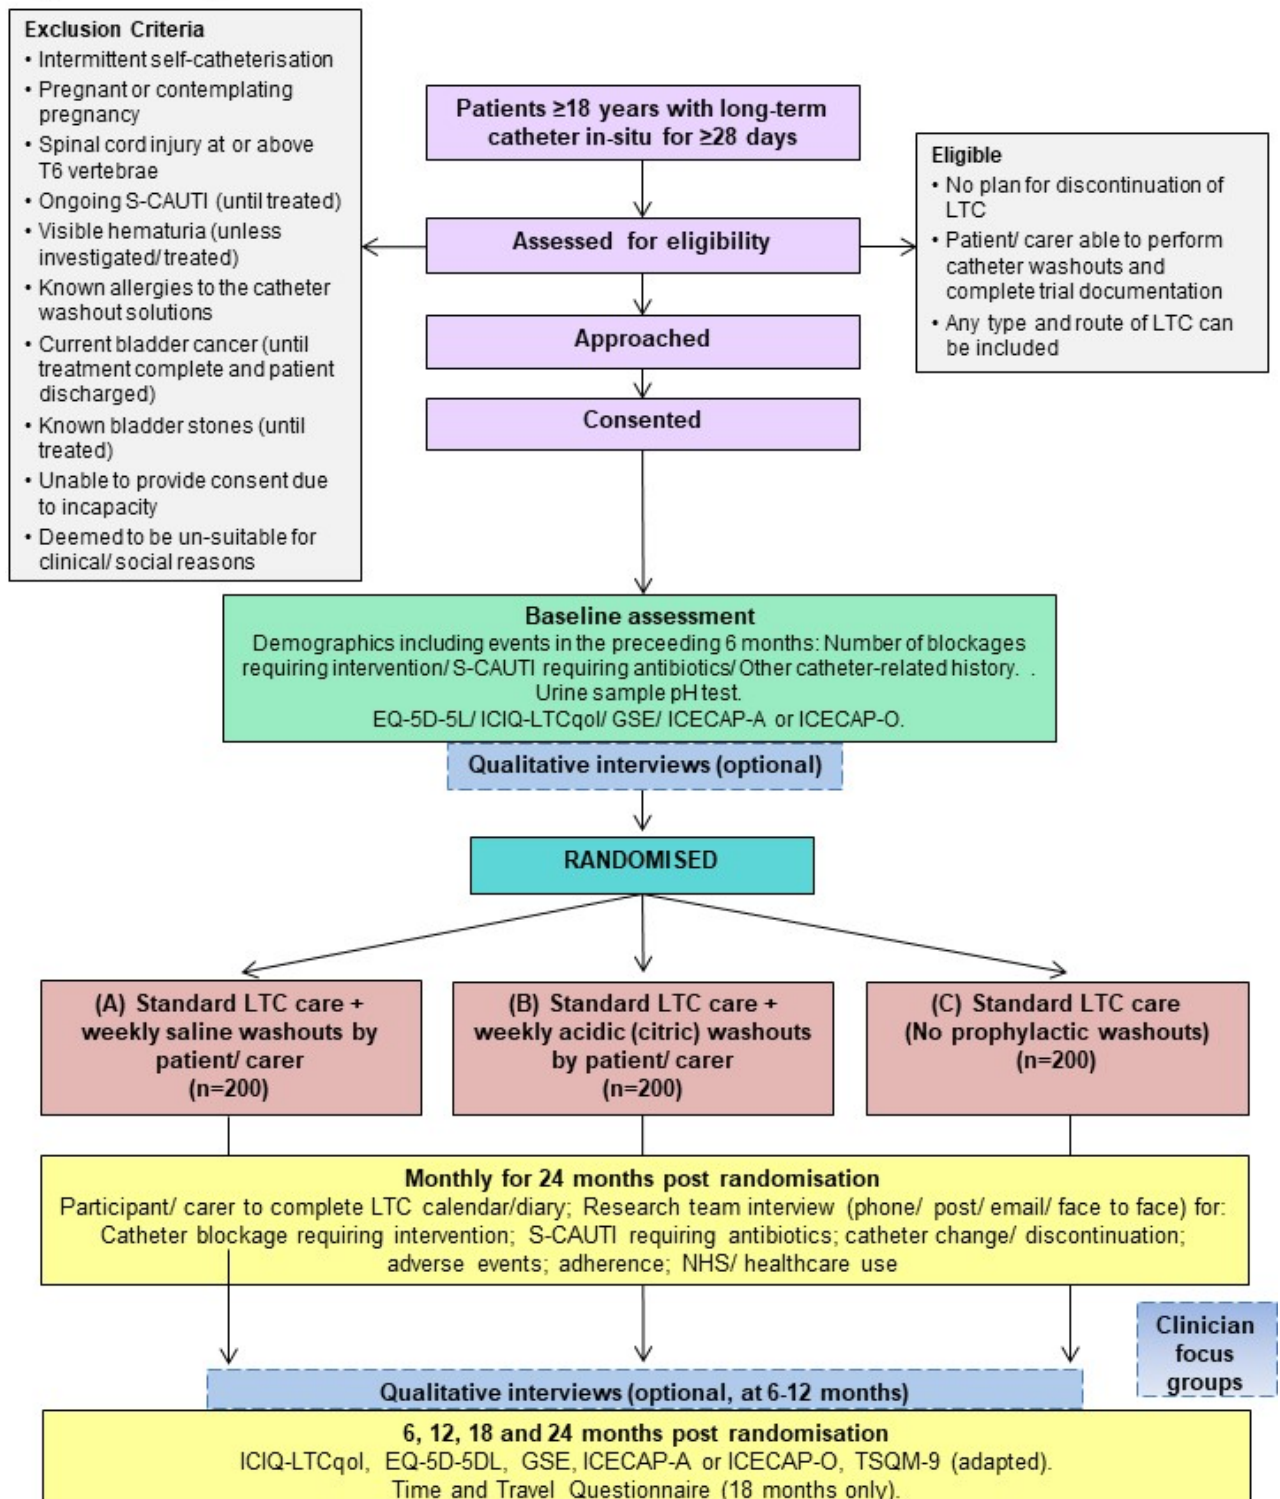 Exclusion Criteria
• Intermittent self-catheterisation
• Pregnant or contemplating
pregnancy
• Spinal cord injury at or above
T6 vertebrae
• Ongoing S-CAUTI (until treated)
• Visible hematuria (unless
investigated/ treated)
• Known allergies to the catheter
washout solutions
• Current bladder cancer (until
treatment complete and patient
discharged)
• Known bladder stones (until
treated)
• Unable to provide consent due
to incapacity
• Deemed to be un-suitable for
clinical/ social reasons
Patients ≥18 years with long-term
catheter in-situ for ≥28 days
Assessed for eligibility
Eligible
• No plan for discontinuation of
LTC
• Patient/ carer able to perform
catheter washouts and
complete trial documentation
• Any type and route of LTC can
be included
Approached
Consented
Baseline assessment
Demographics including events in the preceeding 6 months: Number of blockages
requiring intervention/ S-CAUTI requiring antibiotics/ Other catheter-related history. .
Urine sample pH test.
EQ-5D-5L/ ICIQ-LTCqol/ GSE/ ICECAP-A or ICECAP-O.
Qualitative interviews (optional)
RANDOMISED
(A) Standard LTC care +
weekly saline washouts by
patient/ carer
(n=200)
(B) Standard LTC care +
weekly acidic (citric) washouts
by patient/ carer
(n=200)
(C) Standard LTC care
(No prophylactic washouts)
(n=200)
Monthly for 24 months post randomisation
Participant/ carer to complete LTC calendar/diary; Research team interview (phone/ post/ email/ face to face) for:
Catheter blockage requiring intervention; S-CAUTI requiring antibiotics; catheter change/ discontinuation;
adverse events; adherence; NHS/ healthcare use
Clinician
focus
groups
Qualitative interviews (optional, at 6-12 months)
6, 12, 18 and 24 months post randomisation
ICIQ-LTCqol, EQ-5D-5DL, GSE, ICECAP-A or ICECAP-O, TSQM-9 (adapted).
Time and Travel Questionnaire (18 months only).